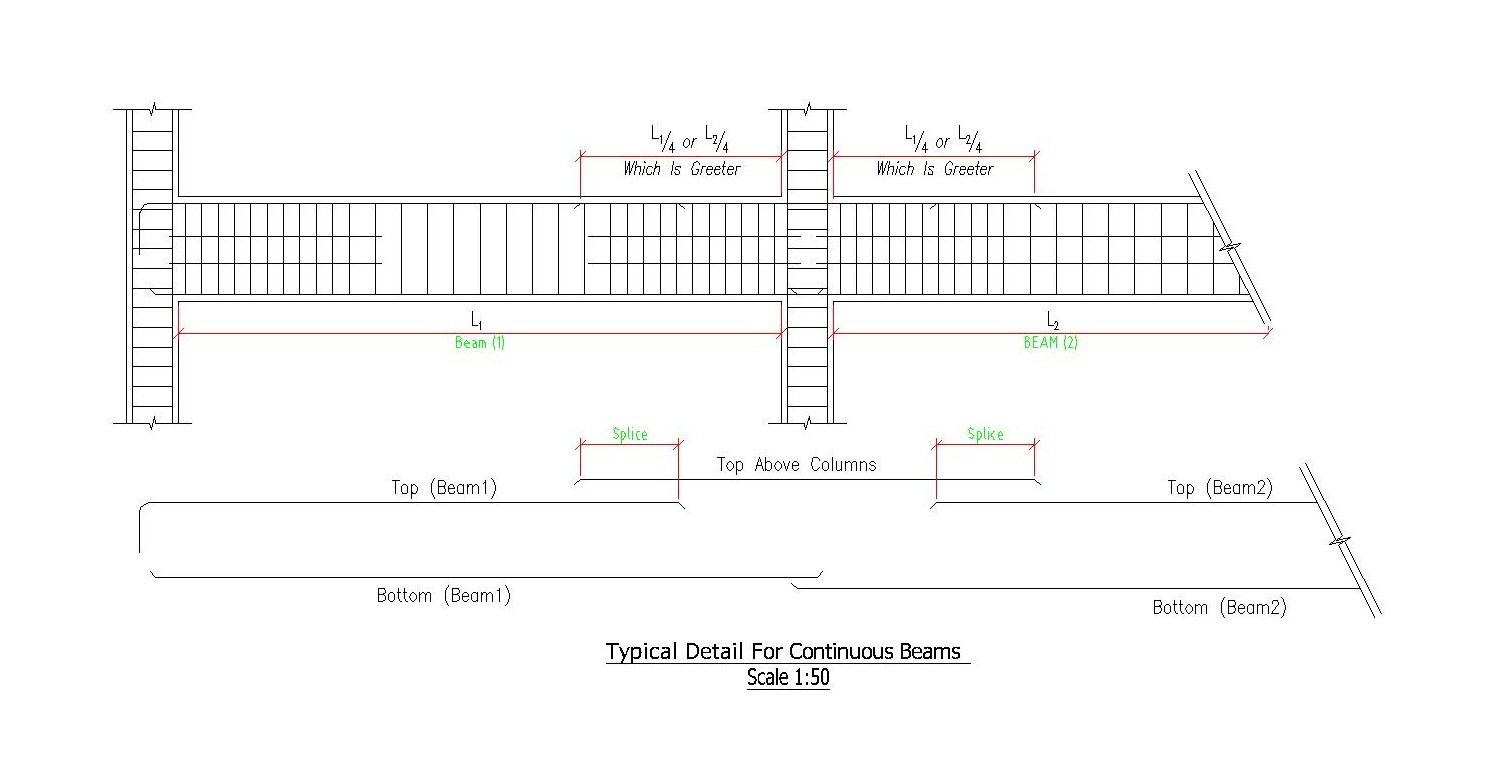 L1/4 or L2/4
Which Is Greeter
L1/4 or L2/4
Which Is Greeter
L1
Beam (1)
L2
BEAM (2)
Splice
Splice
Top Above Columns
Top (Beam1)
Top (Beam2)
Bottom (Beam1)
Bottom (Beam2)
Typical Detail For Continuous Beams
Scale 1:50